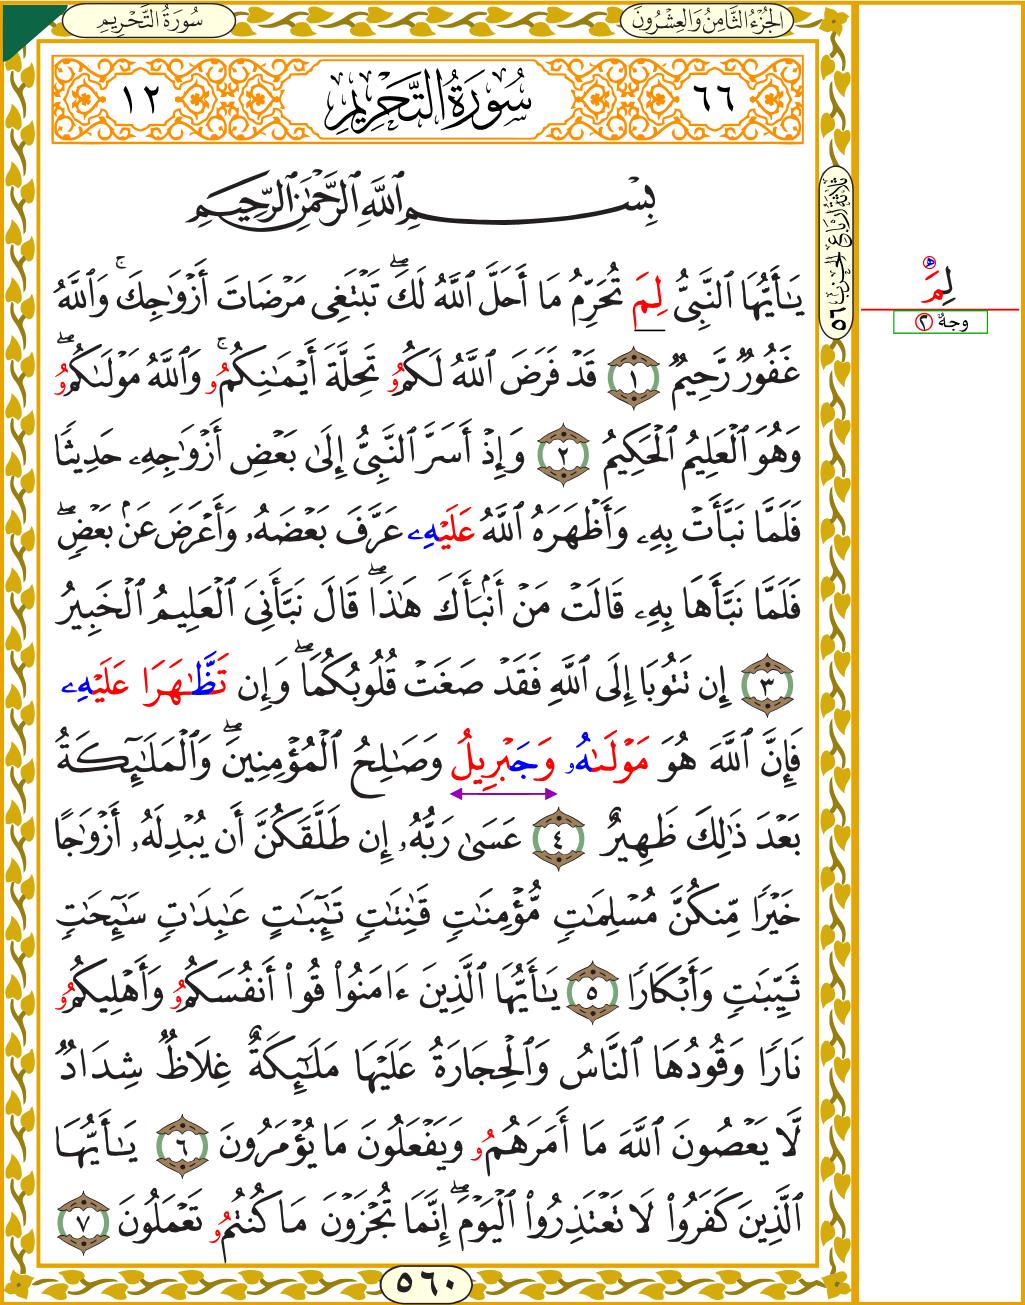 سُورَةُ التَّحْرِيمِ
الجُزْءُ الثَّامِنُ وَالعِشْرُونَ
٦٦ سُورَةُ التَّحْرِيمِ ١٢
بِسْمِ ٱللَّهِ ٱلرَّحْمَٰنِ ٱلرَّحِيمِ
يَٰٓأَيُّهَا ٱلنَّبِىُّ لِمَ تُحَرِّمُ مَآ أَحَلَّ ٱللَّهُ لَكَۖ تَبْتَغِى مَرْضَاتَ أَزْوَٰجِكَۚ وَٱللَّهُ
غَفُورٌ رَّحِيمٌ ١ قَدْ فَرَضَ ٱللَّهُ لَكُمُۥ تَحِلَّةَ أَيْمَٰنِكُمُۥۚ وَٱللَّهُ مَوْلَىٰكُمُۥۖ
وَهُوَ ٱلْعَلِيمُ ٱلْحَكِيمُ ٢ وَإِذْ أَسَرَّ ٱلنَّبِىُّ إِلَىٰ بَعْضِ أَزْوَٰجِهِۦ حَدِيثًا
فَلَمَّا نَبَّأَتْ بِهِۦ وَأَظْهَرَهُ ٱللَّهُ عَلَيْهِۦ عَرَّفَ بَعْضَهُۥ وَأَعْرَضَ عَنۢ بَعْضٍۖ
فَلَمَّا نَبَّأَهَا بِهِۦ قَالَتْ مَنْ أَنۢبَأَكَ هَٰذَاۖ قَالَ نَبَّأَنِىَ ٱلْعَلِيمُ ٱلْخَبِيرُ
٣ إِن تَتُوبَآ إِلَى ٱللَّهِ فَقَدْ صَغَتْ قُلُوبُكُمَاۖ وَإِن تَظَّٰهَرَا عَلَيْهِۦ
فَإِنَّ ٱللَّهَ هُوَ مَوْلَىٰهُۥ وَجَبْرِيلُ وَصَٰلِحُ ٱلْمُؤْمِنِينَۖ وَٱلْمَلَٰٓئِكَةُ
بَعْدَ ذَٰلِكَ ظَهِيرٌ ٤ عَسَىٰ رَبُّهُۥٓ إِن طَلَّقَكُنَّ أَن يُبْدِلَهُۥٓ أَزْوَٰجًا
خَيْرًا مِّنكُنَّ مُسْلِمَٰتٍ مُّؤْمِنَٰتٍ قَٰنِتَٰتٍ تَٰٓئِبَٰتٍ عَٰبِدَٰتٍ سَٰٓئِحَٰتٍ
ثَيِّبَٰتٍ وَأَبْكَارًا ٥ يَٰٓأَيُّهَا ٱلَّذِينَ ءَامَنُوا۟ قُوٓا۟ أَنفُسَكُمُۥ وَأَهْلِيكُمُۥ
نَارًا وَقُودُهَا ٱلنَّاسُ وَٱلْحِجَارَةُ عَلَيْهَا مَلَٰٓئِكَةٌ غِلَاظٌ شِدَادٌ
لَّا يَعْصُونَ ٱللَّهَ مَآ أَمَرَهُمُۥ وَيَفْعَلُونَ مَا يُؤْمَرُونَ ٦ يَٰٓأَيُّهَا
ٱلَّذِينَ كَفَرُوا۟ لَا تَعْتَذِرُوا۟ ٱلْيَوْمَۖ إِنَّمَا تُجْزَوْنَ مَا كُنتُمُۥ تَعْمَلُونَ ٧
ثَلَاثَةُ أَرْبَاعِ الحِزْبِ ٥٦
لِمَ ه
وجهٌ ٢
٥٦٠